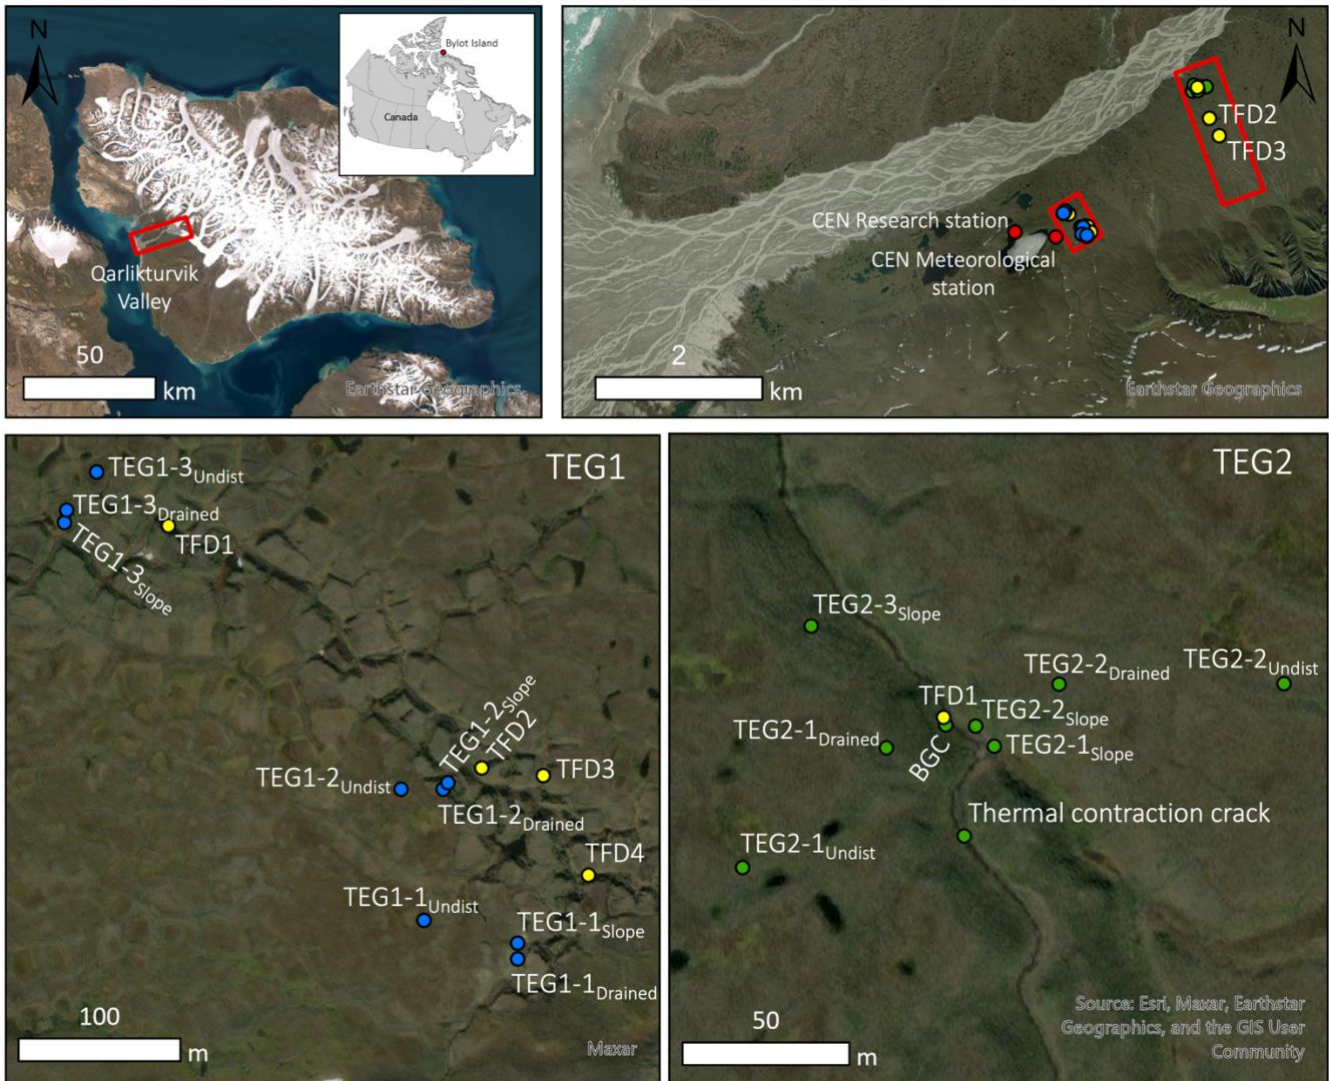 N
Bylot Island
Canada
Qarlikturvik
Valley
50
km
Earthstar Geographics
N
TFD2
TFD3
CEN Research station
CEN Meteorological
station
2
km
Earthstar Geographics
TEG1
TEG1-3Undist
TEG1-3Drained
TFD1
TEG1-3Slope
TEG1-2Slope
TFD2
TFD3
TEG1-2Undist
TEG1-2Drained
TFD4
TEG1-1Undist
TEG1-1Slope
TEG1-1Drained
100
m
Maxar
TEG2
TEG2-3Slope
TEG2-2Drained
TEG2-2Undist
TFD1
TEG2-2Slope
TEG2-1Drained
BGC
TEG2-1Slope
Thermal contraction crack
TEG2-1Undist
50
m
Source: Esri, Maxar, Earthstar
Geographics, and the GIS User
Community